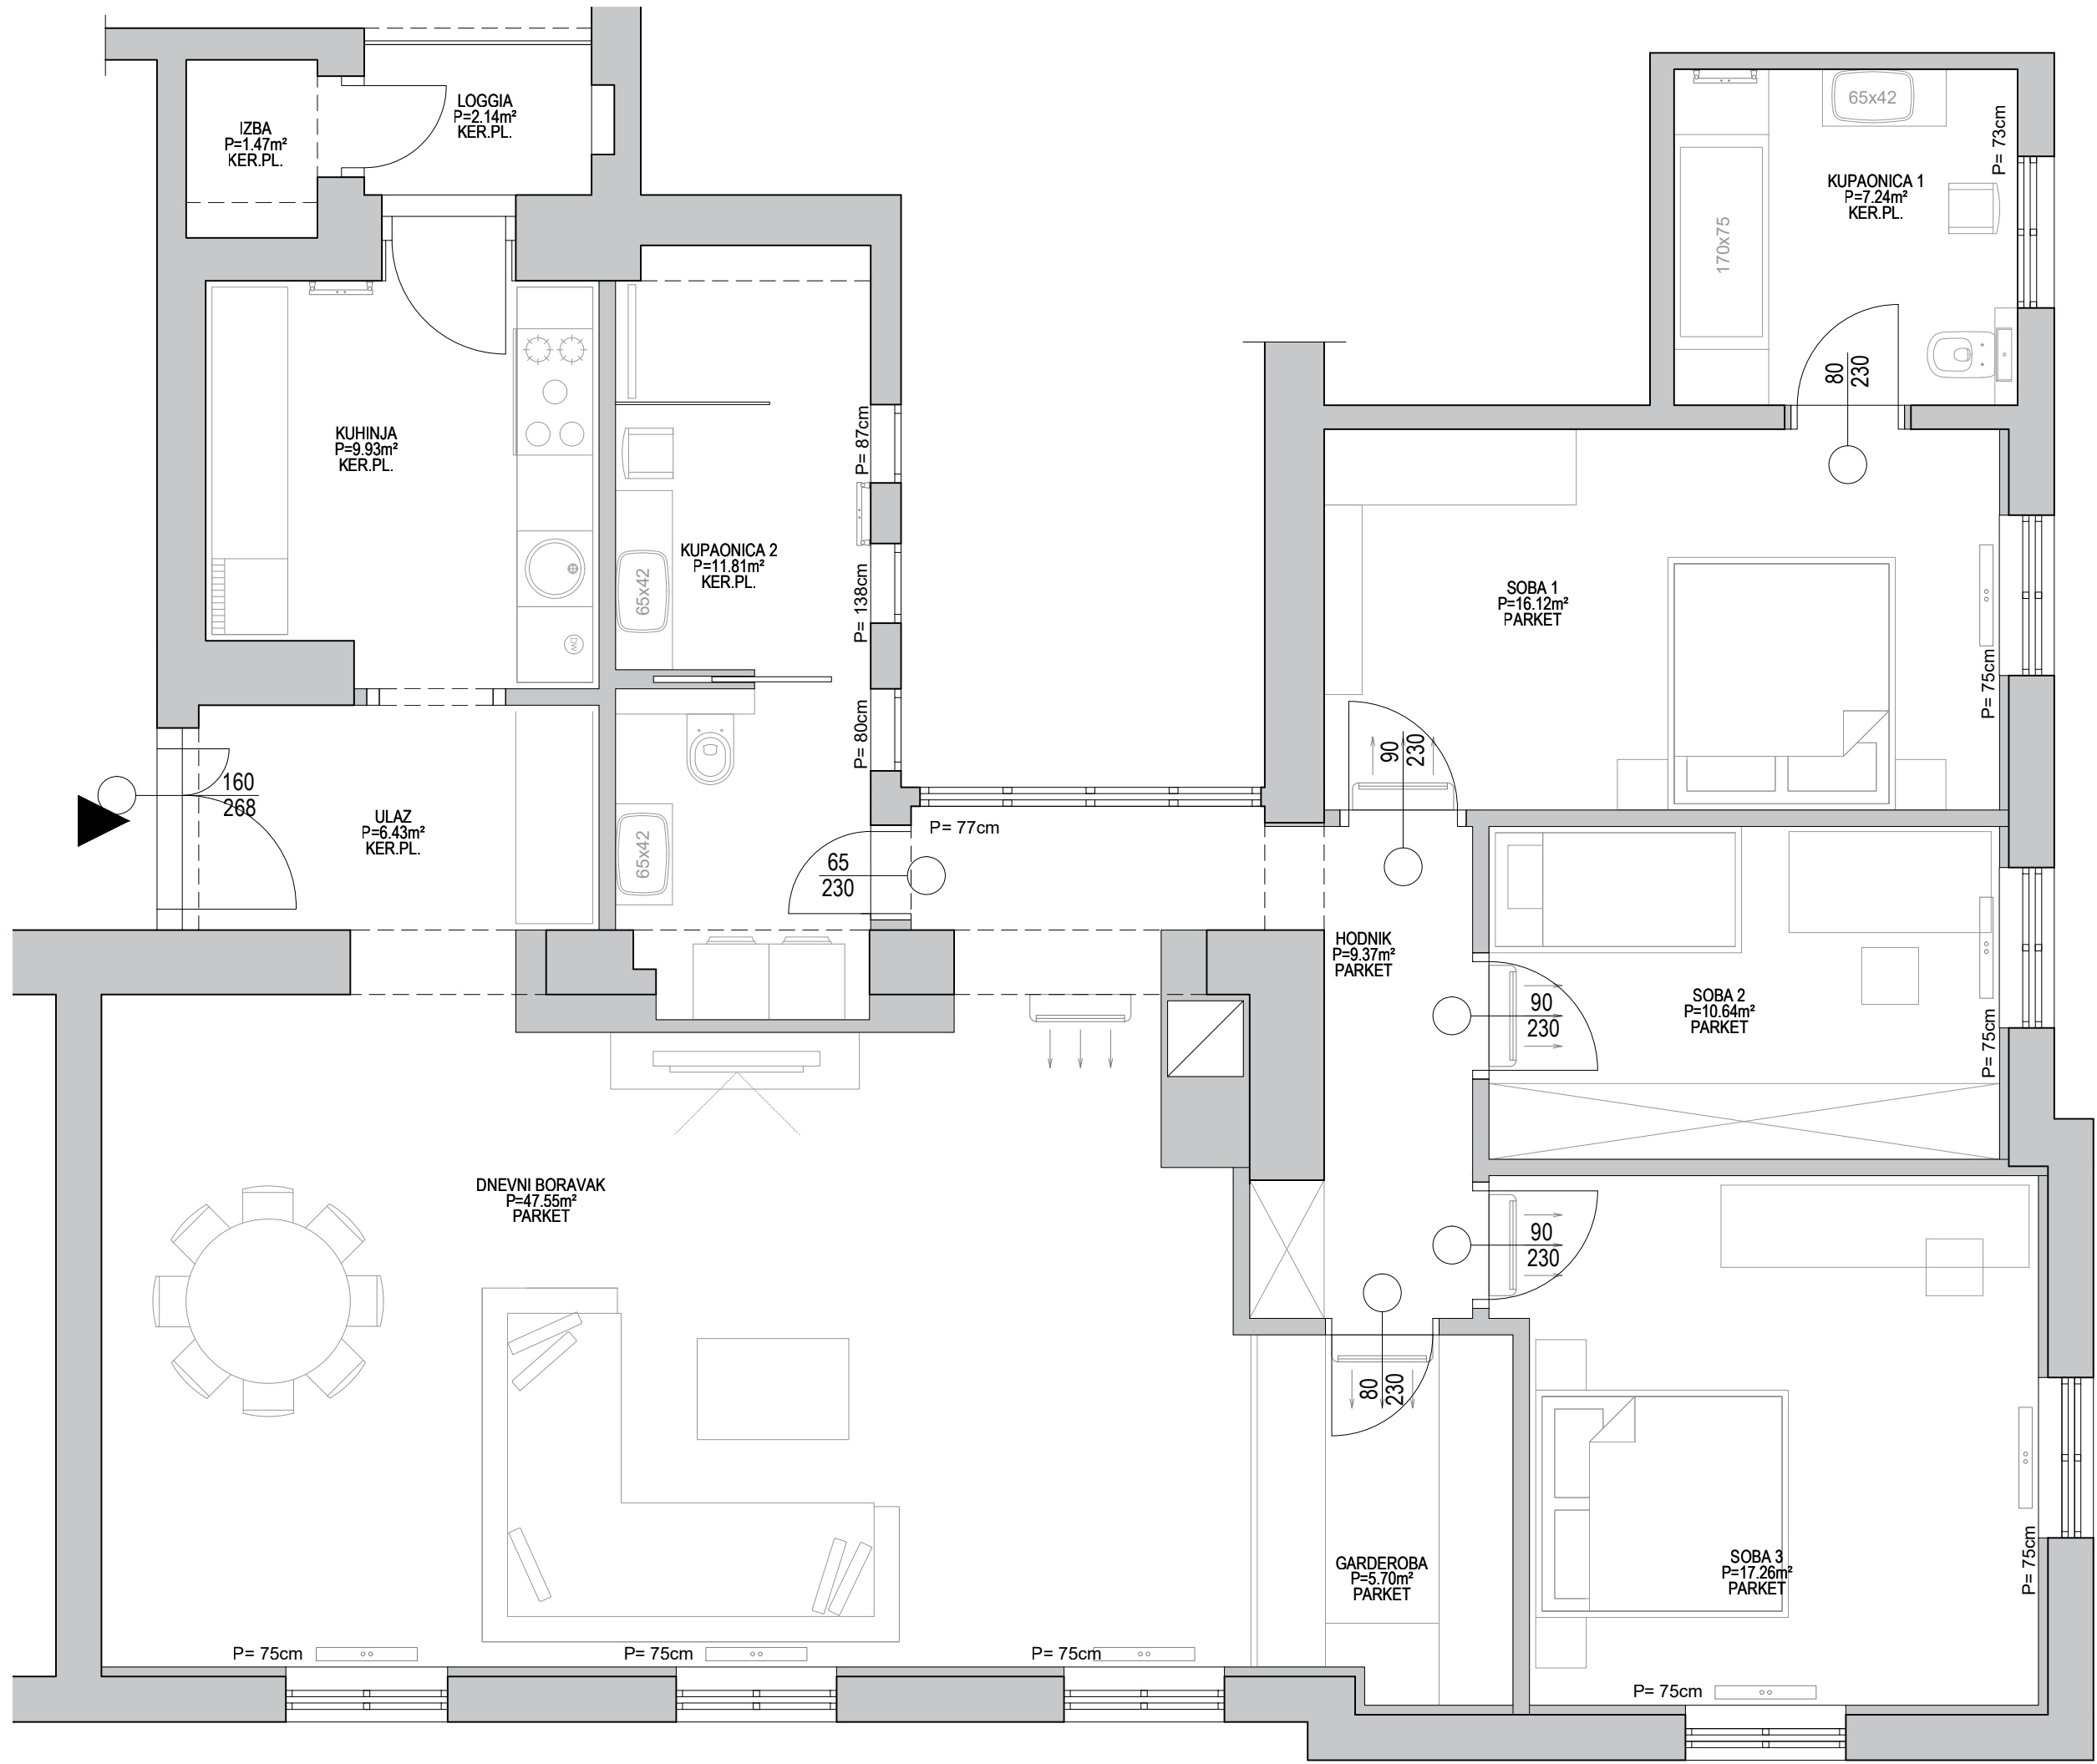 LOGGIA
P=2.14m²
KER.PL.
IZBA
P=1.47m²
KER.PL.
65x42
P= 73cm
KUPAONICA 1
P=7.24m²
KER.PL.
170x75
80
230
KUHINJA
P=9.93m²
KER.PL.
P= 87cm
KUPAONICA 2
P=11.81m²
KER.PL.
65x42
P= 138cm
DW
SOBA 1
P=16.12m²
PARKET
P= 75cm
P= 80cm
90
230
160
268
ULAZ
P=6.43m²
KER.PL.
65x42
65
230
P= 77cm
HODNIK
P=9.37m²
PARKET
90
230
SOBA 2
P=10.64m²
PARKET
P= 75cm
DNEVNI BORAVAK
P=47.55m²
PARKET
90
230
80
230
GARDEROBA
P=5.70m²
PARKET
SOBA 3
P=17.26m²
PARKET
P= 75cm
P= 75cm
P= 75cm
P= 75cm
P= 75cm